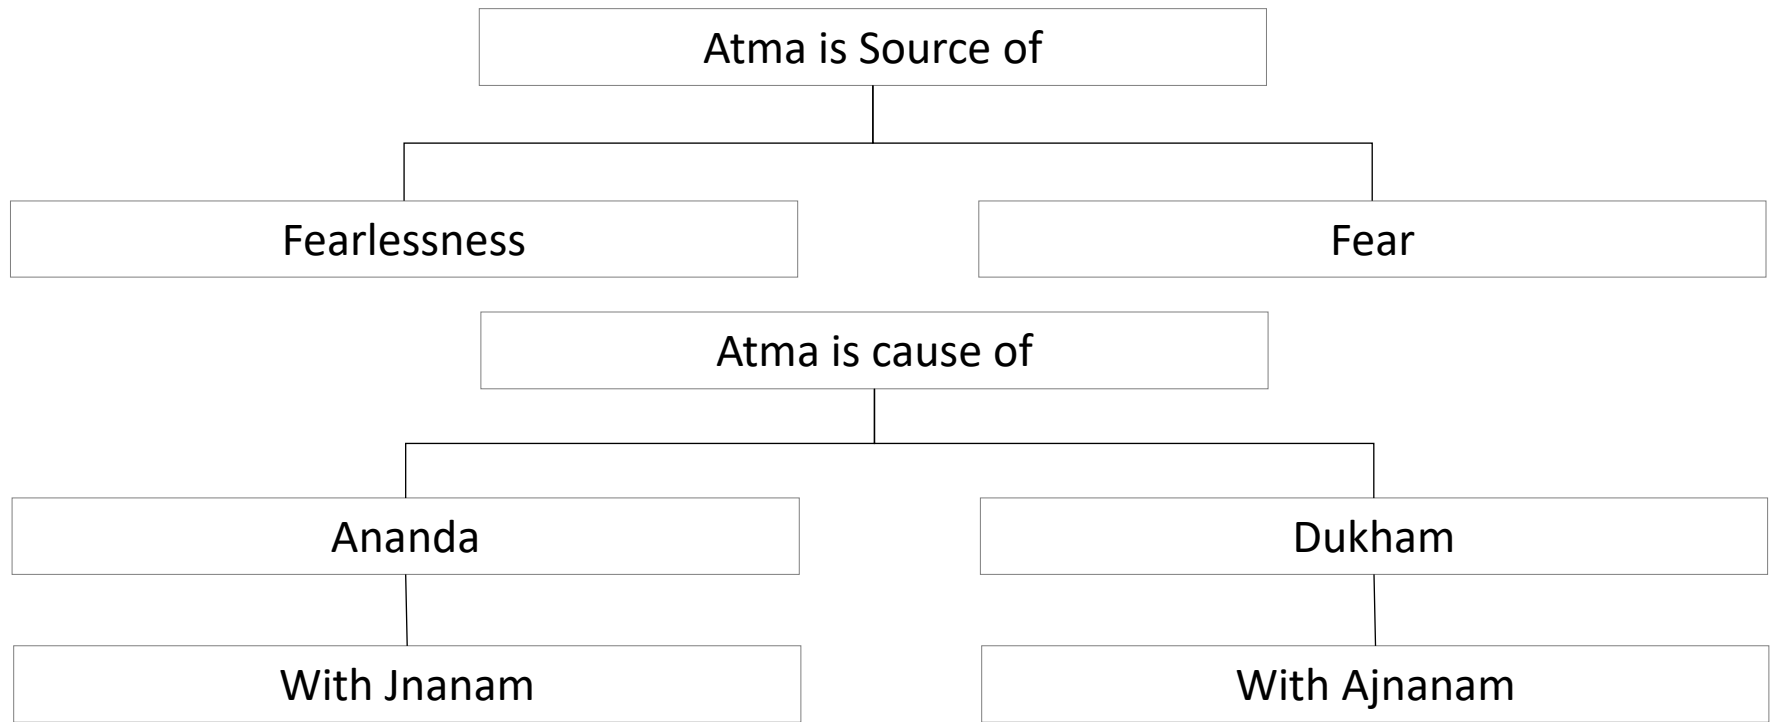 Atma is Source of
Fearlessness
Fear
Atma is cause of
Ananda
Dukham
With Jnanam
With Ajnanam